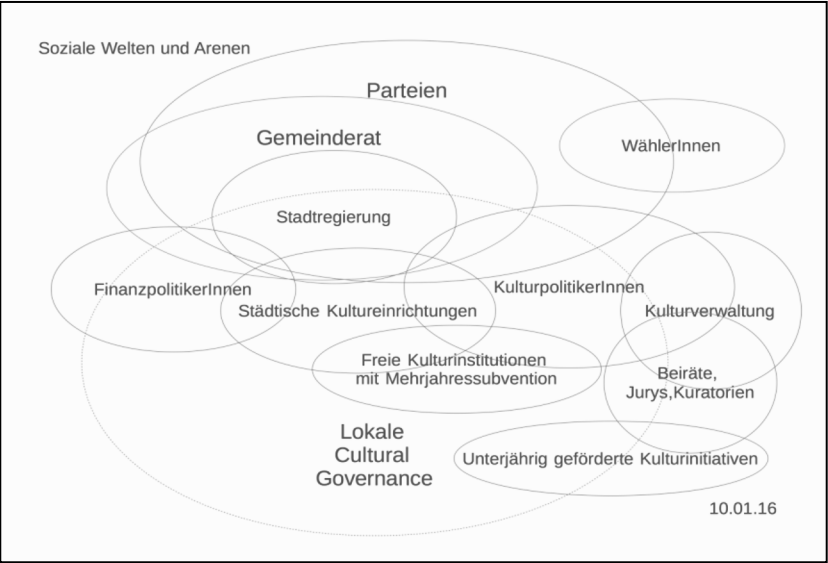 Soziale Welten und Arenen
Parteien
Gemeinderat
WählerInnen
Stadtregierung
FinanzpolitikerInnen
KulturpolitikerInnen
Städtische Kultureinrichtungen
Kulturverwaltung
Freie Kulturinstitutionen
mit Mehrjahressubvention
Beiräte,
Jurys,Kuratorien
Lokale
Cultural
Governance
Unterjährig geförderte Kulturinitiativen
10.01.16